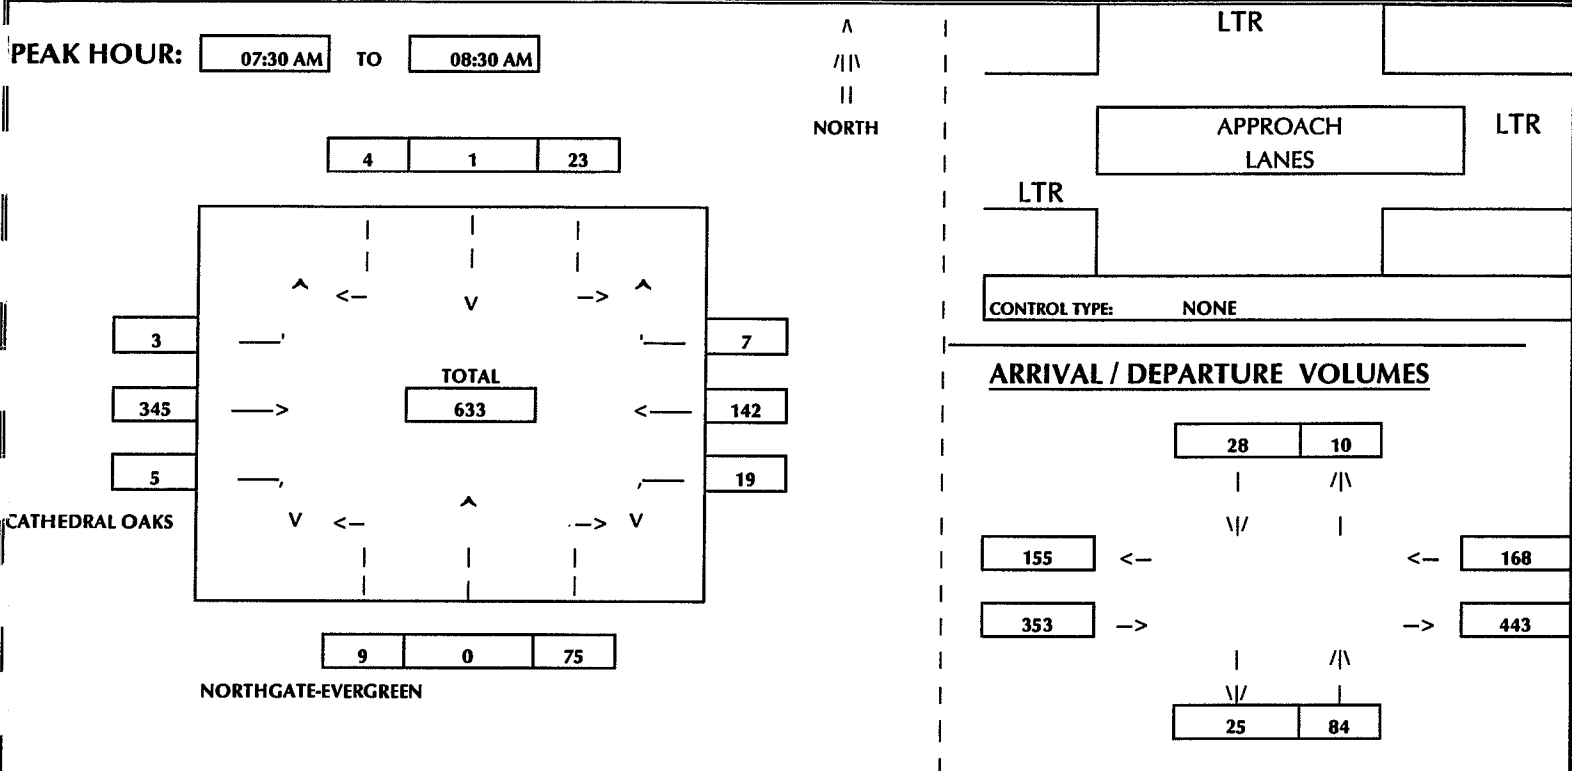 PEAK HOUR: 07:30 AM TO 08:30 AM
NORTH
4 1 23
3
345
5
TOTAL
633
7
142
19
CATHEDRAL OAKS
9 0 75
NORTHGATE-EVERGREEN
LTR
APPROACH
LANES
LTR
LTR
CONTROL TYPE: NONE
ARRIVAL / DEPARTURE VOLUMES
28 10
155 168
353 443
25 84